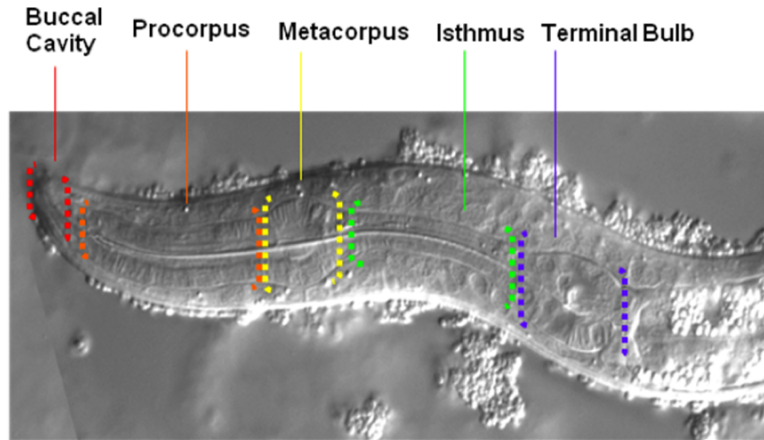 Buccal
Cavity
Procorpus
Metacorpus
Isthmus
Terminal Bulb